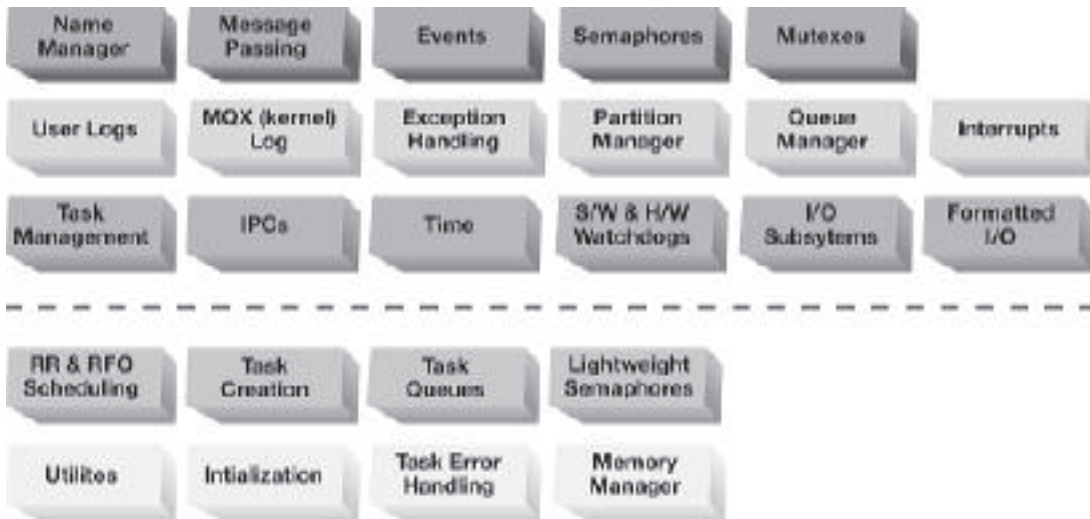 Name
Manager
Message
Passing
Events
Semaphores
Mutexes
User Logs
MQX (kernel)
Log
Exception
Handling
Partition
Manager
Queue
Manager
Interrupts
Task
Management
IPCs
Time
S/W & H/W
Watchdogs
I/O
Subsytems
Formatted
I/O
RR & RFO
Scheduling
Task
Creation
Task
Queues
Lightweight
Semaphores
Utilites
Intialization
Task Error
Handling
Memory
Manager